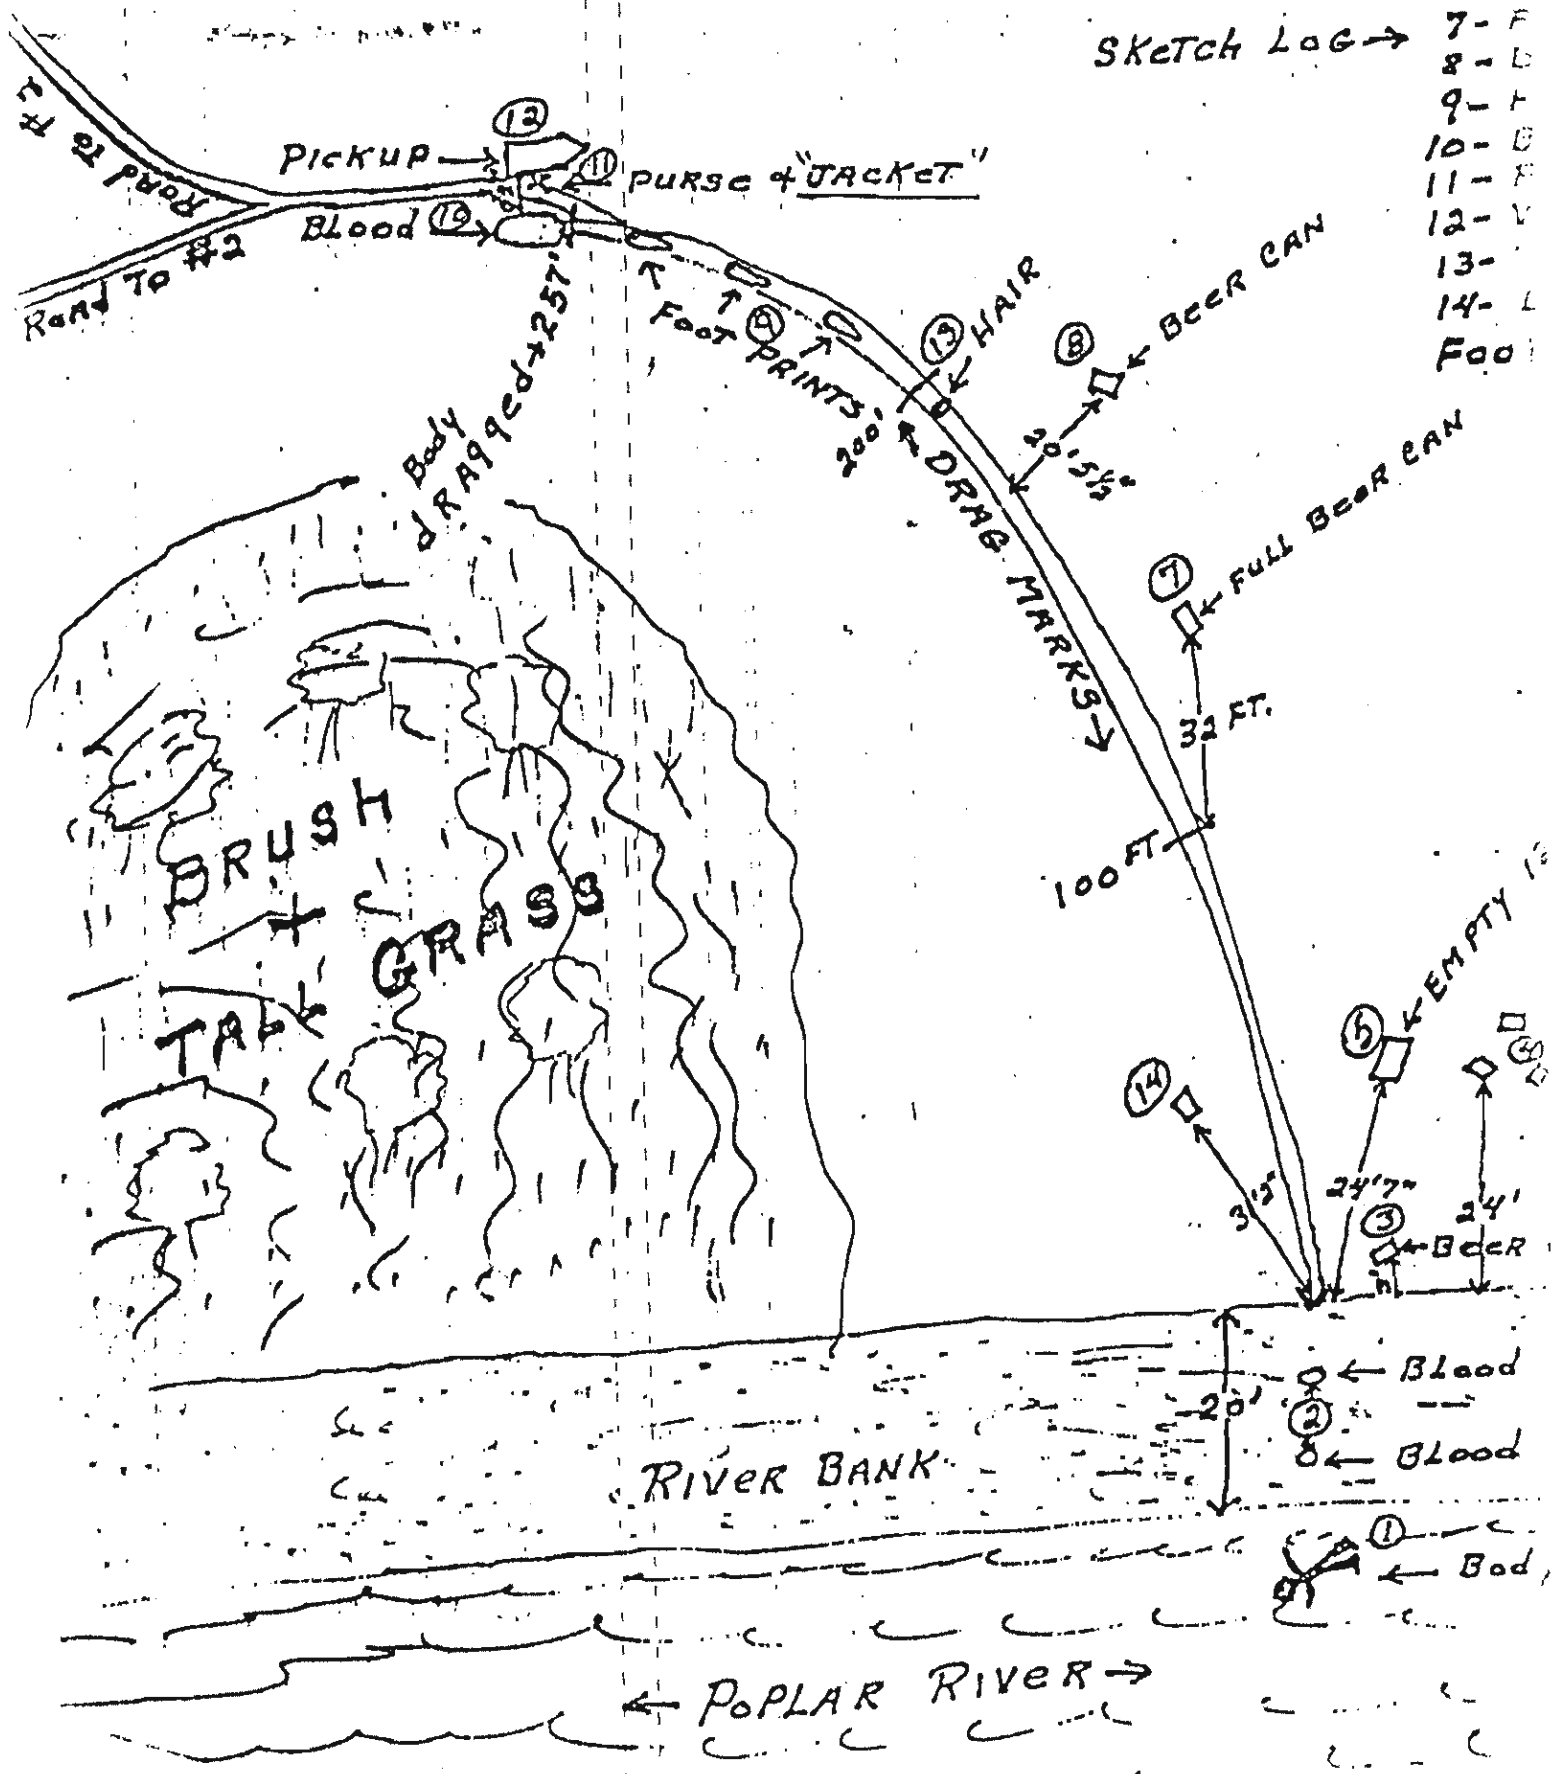 SKETCH LOG →
7- F
8-
9-
10-
11- F
12- V
13-
14- L
Foo
12
PICKUP →
11
← PURSE & "JACKET"
BLood 10 →
Road To #2
Road To #2
FOOT 9 PRINTS
13
HAIR
8
BEER CAN
20'5½"
200'
Body
dRAgged +257'
DRAG MARKS
7
FULL BEER CAN
32 FT.
100 FT
BRUSH
+
TALL GRASS
5
EMPTY
14
3'2"
24'7"
24'
3
← BEER
20'
← BLood
2
← BLood
RIVER BANK
1
← Bod
← POPLAR RIVER →